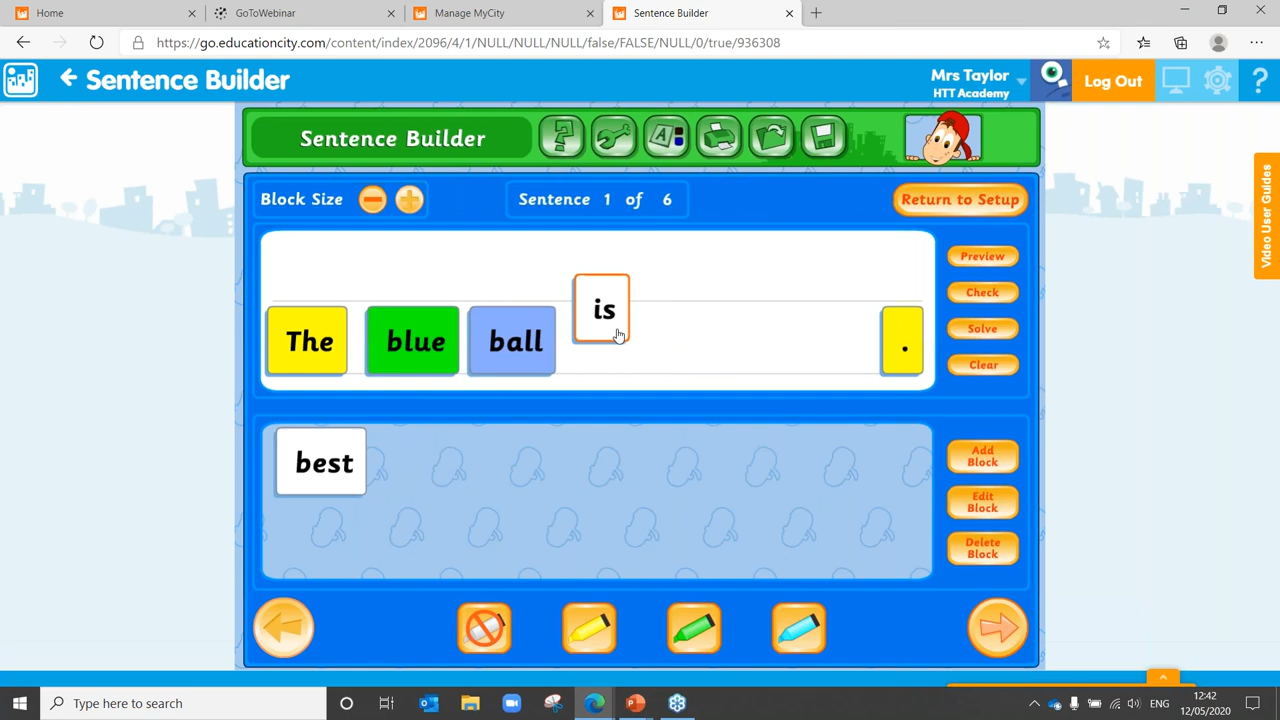 Home
GoToWebinar
Manage MyCity
Sentence Builder
https://go.educationcity.com/content/index/2096/4/1/NULL/NULL/NULL/false/FALSE/NULL/0/true/936308
Sentence Builder
Mrs Taylor
HTT Academy
Log Out
?
Sentence Builder
?
A
Block Size
Sentence 1 of 6
Return to Setup
Video User Guides
Preview
Check
Solve
Clear
The blue ball is .
best
Add
Block
Edit
Block
Delete
Block
Type here to search
ENG
12:42
12/05/2020